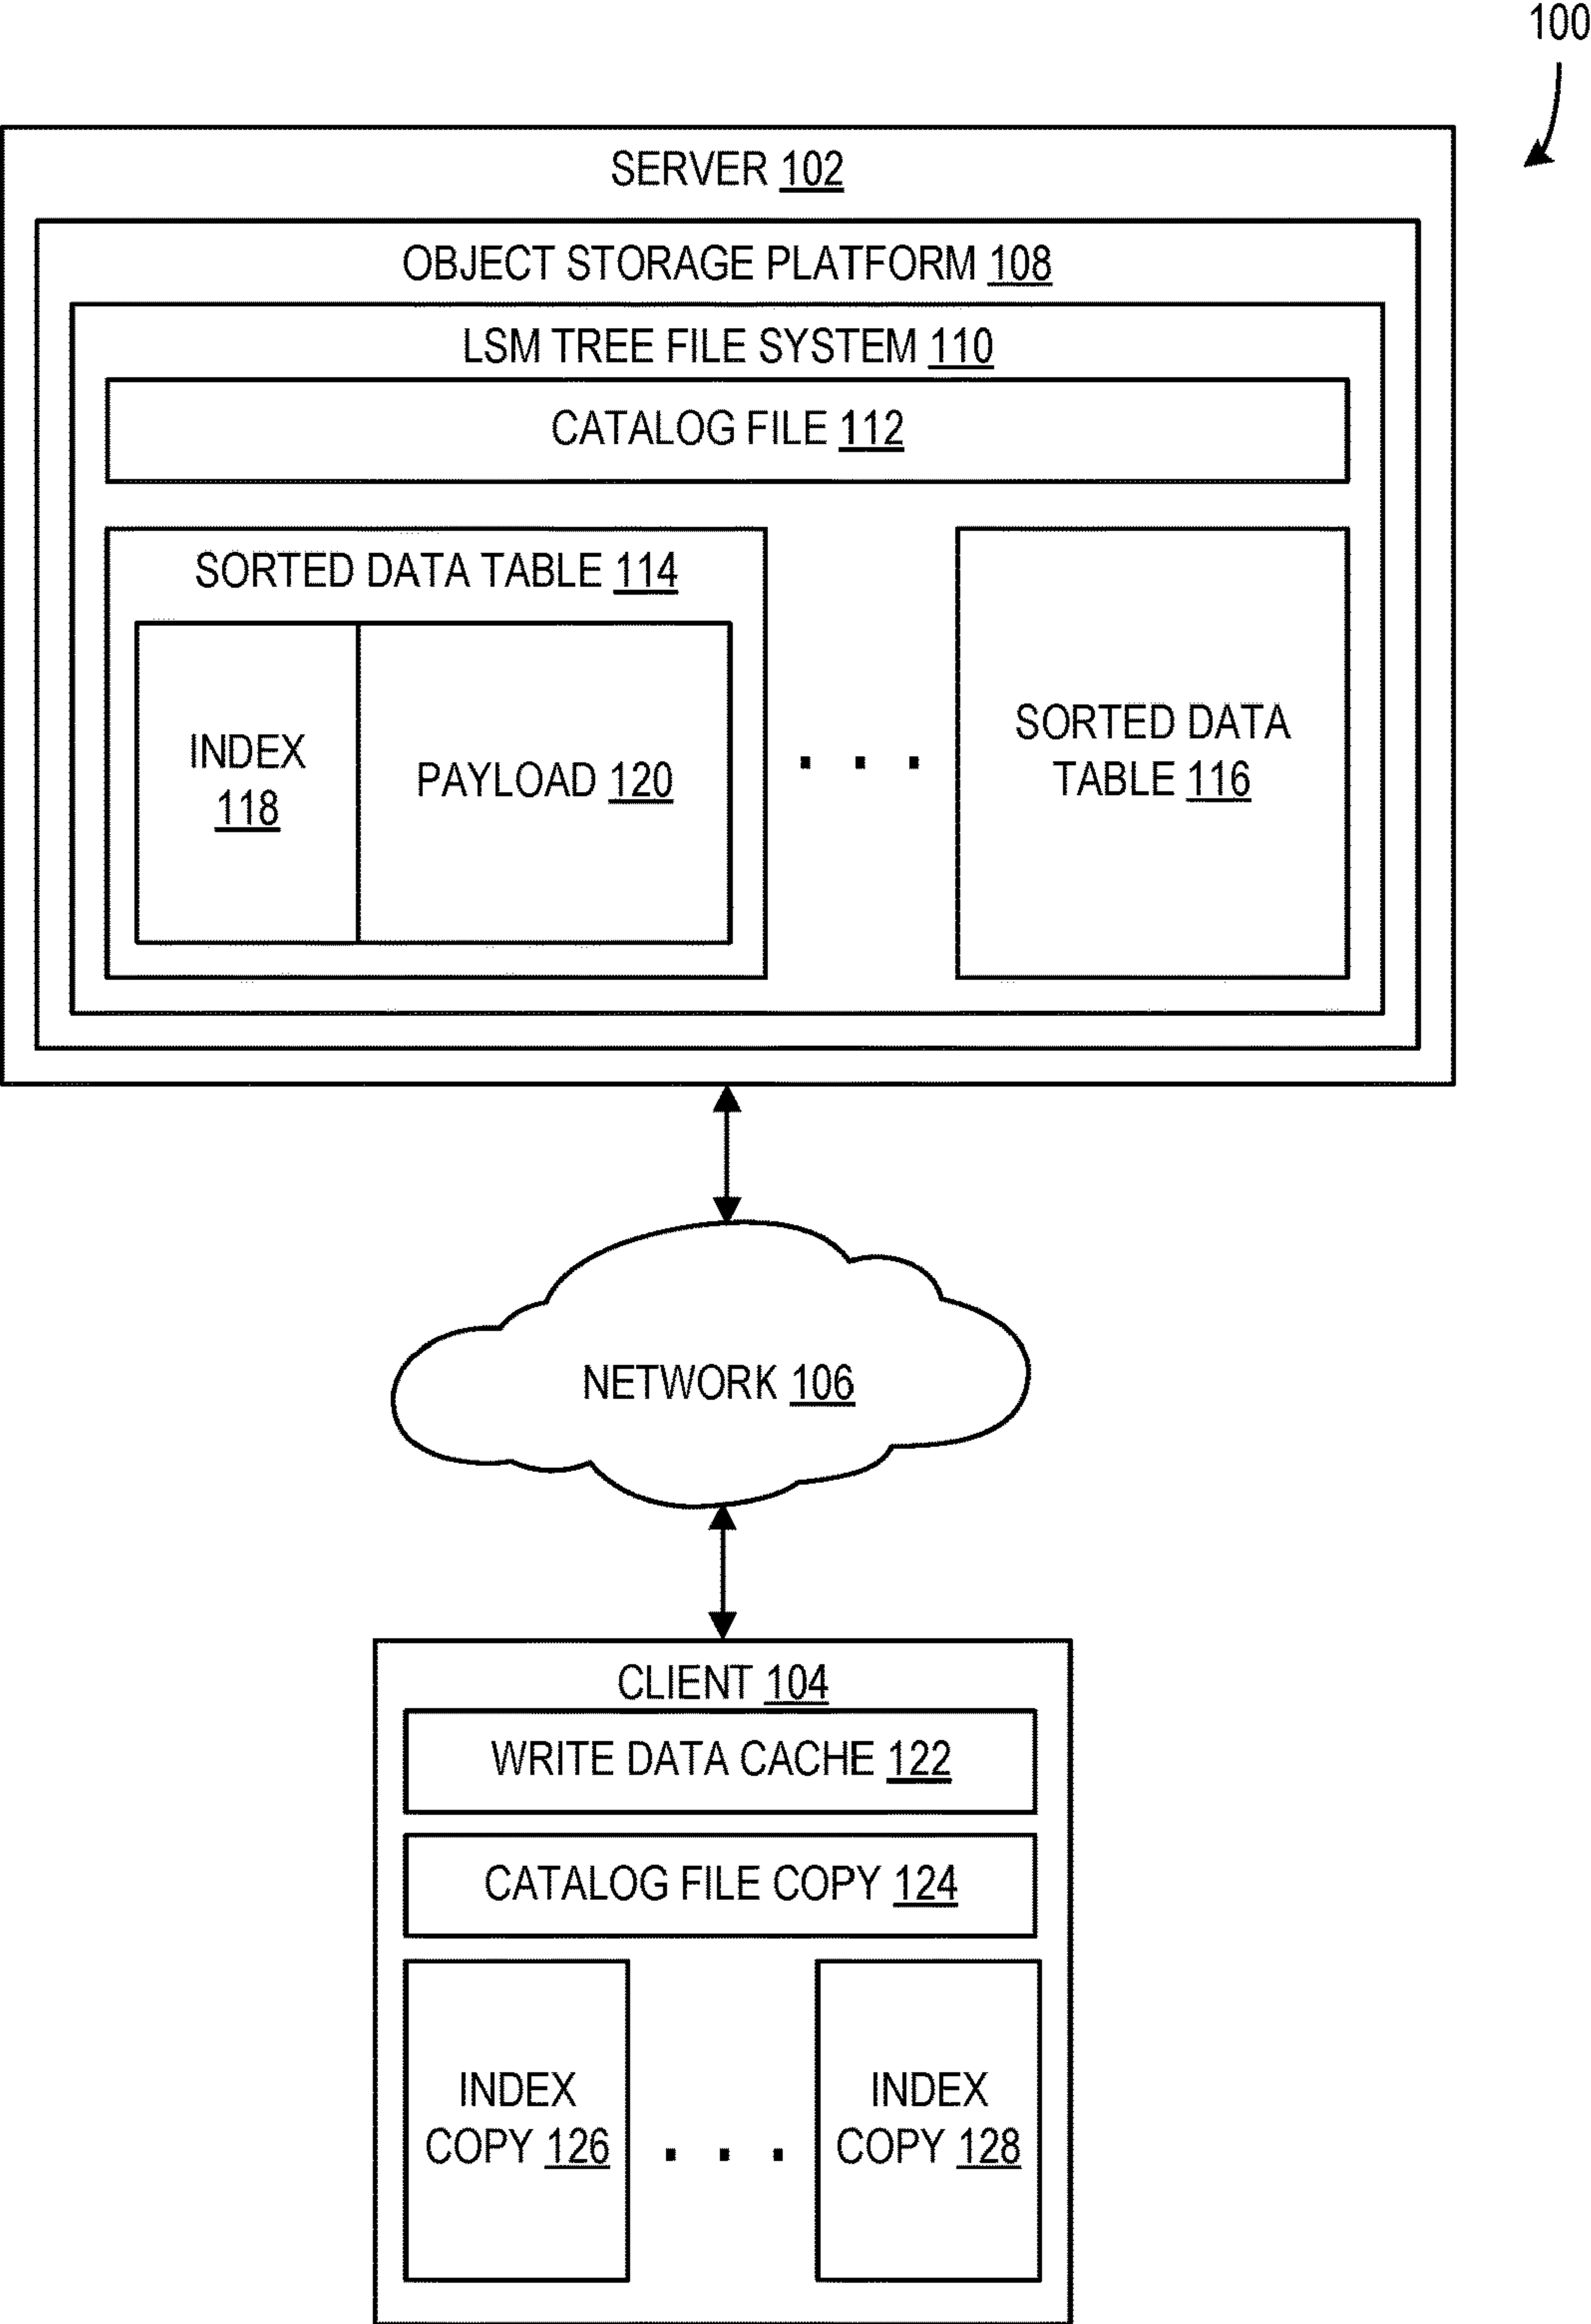 100
SERVER 102
OBJECT STORAGE PLATFORM 108
LSM TREE FILE SYSTEM 110
CATALOG FILE 112
SORTED DATA TABLE 114
INDEX
118
PAYLOAD 120
. . .
SORTED DATA
TABLE 116
NETWORK 106
CLIENT 104
WRITE DATA CACHE 122
CATALOG FILE COPY 124
INDEX
COPY 126
. . .
INDEX
COPY 128